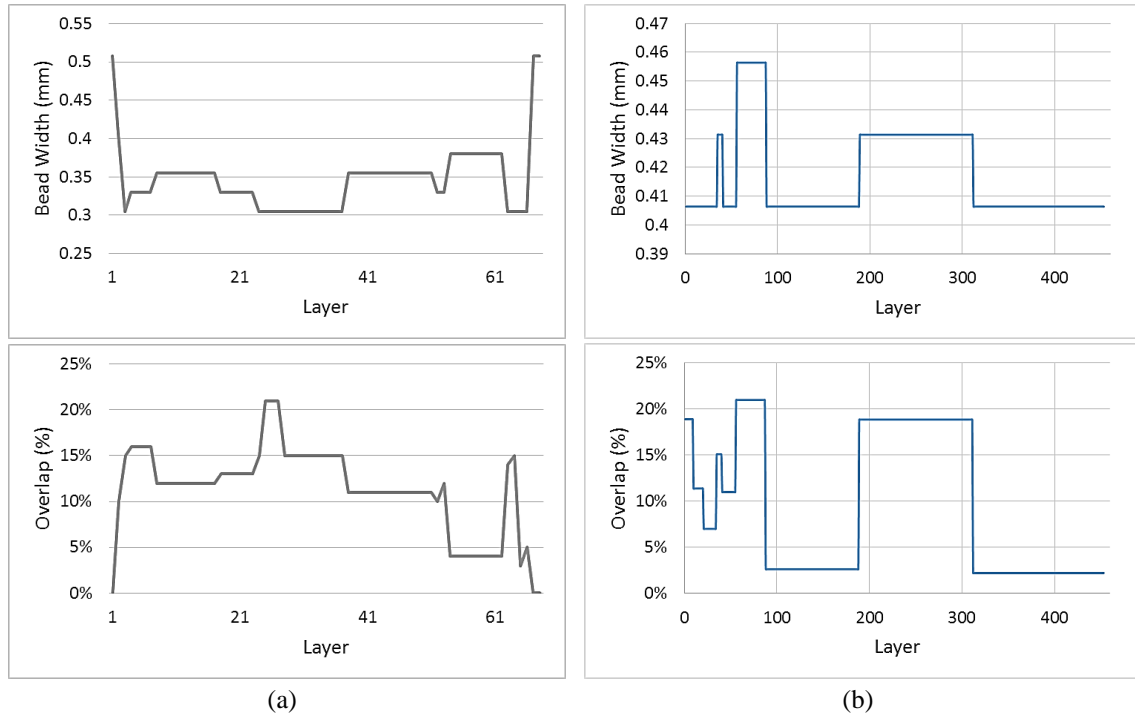 0.55
0.5
0.45
0.4
0.35
0.3
0.25
Bead Width (mm)
1 21 41 61
Layer
0.47
0.46
0.45
0.44
0.43
0.42
0.41
0.4
0.39
Bead Width (mm)
0 100 200 300 400
Layer
25%
20%
15%
10%
5%
0%
Overlap (%)
1 21 41 61
Layer
25%
20%
15%
10%
5%
0%
Overlap (%)
0 100 200 300 400
Layer
(a)
(b)